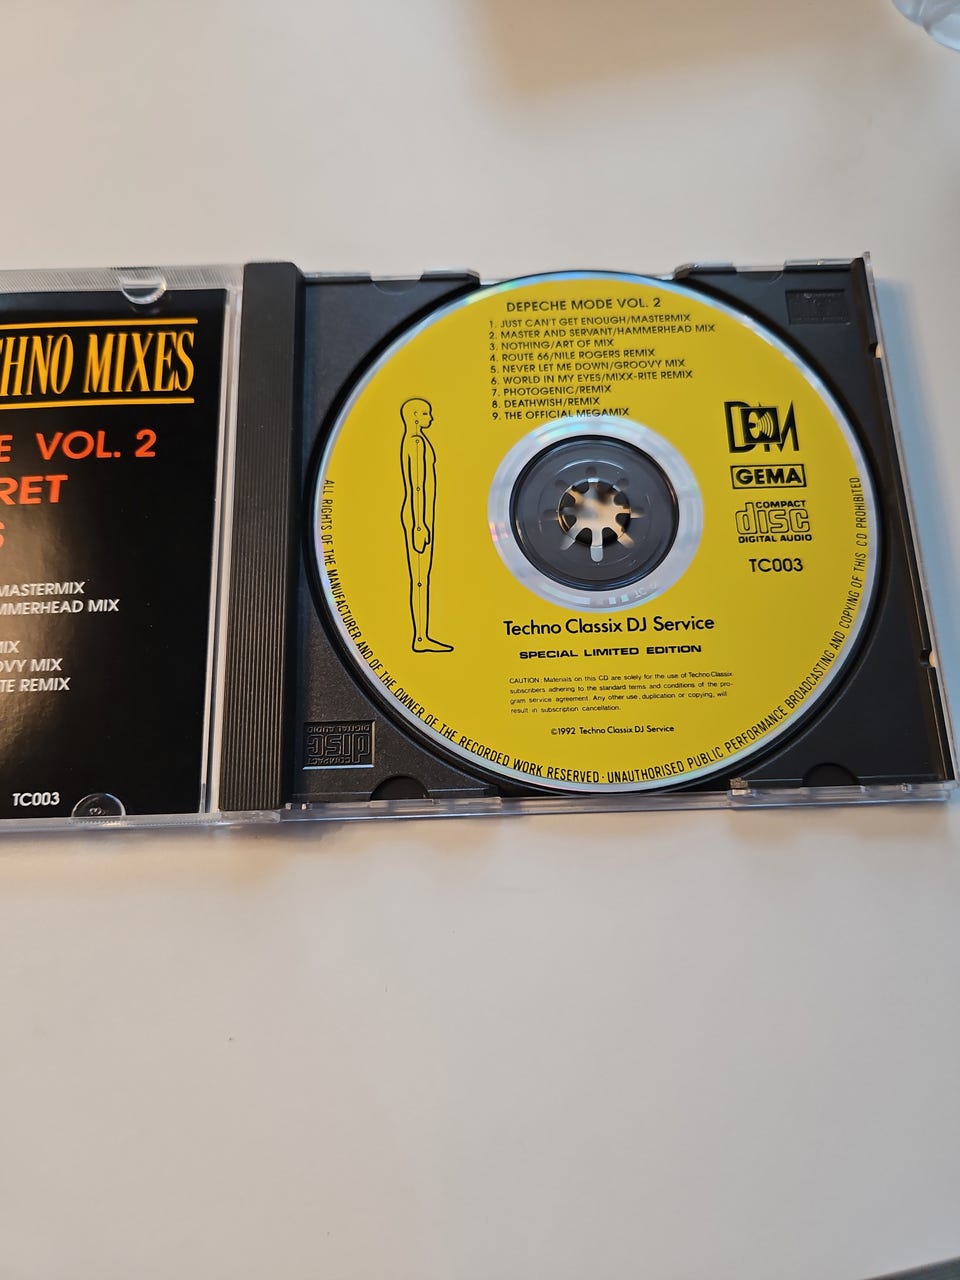 HNO MIXES
E VOL. 2
RET
S
MASTERMIX
MMERHEAD MIX
MIX
OVY MIX
ITE REMIX
TC003
DEPECHE MODE VOL. 2
1. JUST CAN'T GET ENOUGH/MASTERMIX
2. MASTER AND SERVANT/HAMMERHEAD MIX
3. NOTHING/ART OF MIX
4. ROUTE 66/NILE ROGERS REMIX
5. NEVER LET ME DOWN/GROOVY MIX
6. WORLD IN MY EYES/MIXX-RITE REMIX
7. PHOTOGENIC/REMIX
8. DEATHWISH/REMIX
9. THE OFFICIAL MEGAMIX
DM
GEMA
COMPACT
disc
DIGITAL AUDIO
TC003
Techno Classix DJ Service
SPECIAL LIMITED EDITION
CAUTION: Materials on this CD are solely for the use of Techno Classix
subscribers adhering to the standard terms and conditions of the pro-
gram service agreement. Any other use, duplication or copying, will
result in subscription cancellation.
©1992 Techno Classix DJ Service
ALL RIGHTS OF THE MANUFACTURER AND OF THE OWNER OF THE RECORDED WORK RESERVED · UNAUTHORISED PUBLIC PERFORMANCE BROADCASTING AND COPYING OF THIS CD PROHIBITED
COMPACT
disc
DIGITAL AUDIO